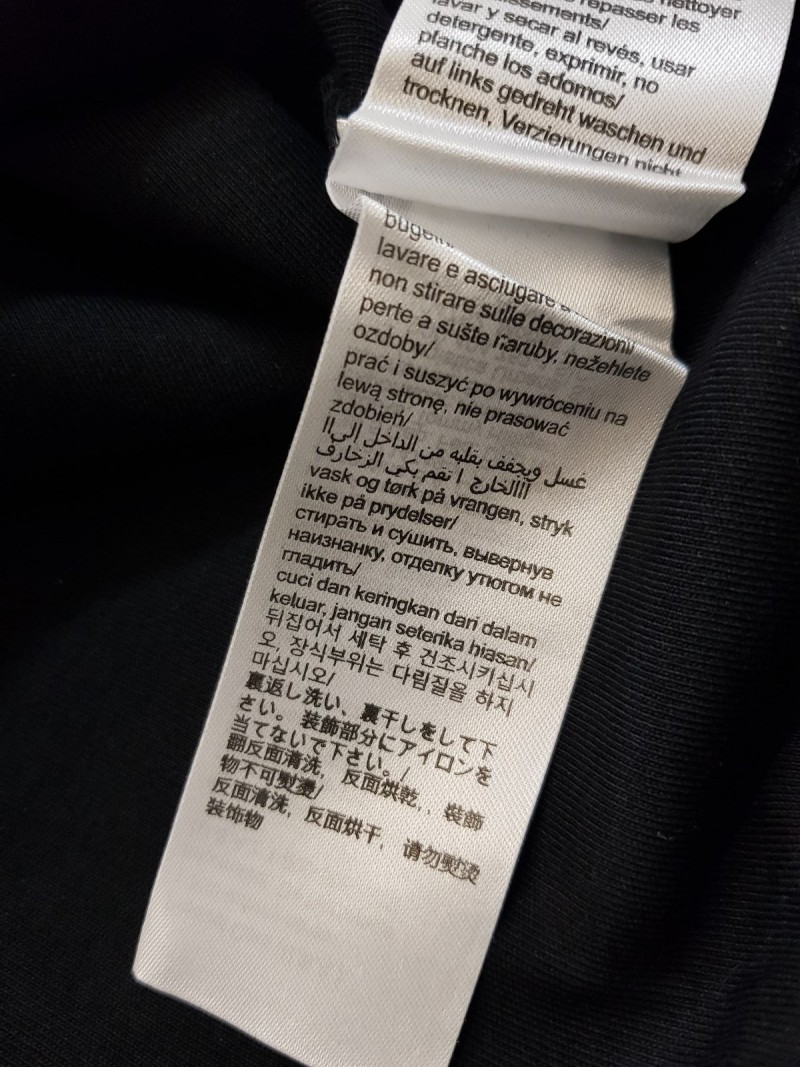 nettoyer
repasser les
lavar y secar al revés, usar
detergente, exprimir, no
planche los adornos/
auf links gedreht waschen und
trocknen, Verzierungen nicht
lavare e asciugare
non stirare sulle decorazioni/
perte a sušte naruby, nežehlete
ozdoby/
prać i suszyć po wywróceniu na
lewą stronę, nie prasować
zdobień/
غسل ويجفف بقلبه من الداخل إلى اا
اااالخارج ا تقم بكي الزخارف
vask og tørk på vrangen, stryk
ikke på prydelser/
стирать и сушить, вывернув
наизнанку, отделку утюгом не
гладить/
cuci dan keringkan dari dalam
keluar, jangan seterika hiasan/
뒤집어서 세탁 후 건조시키십시
오, 장식부위는 다림질을 하지
마십시오/
裏返し洗い、裏干しをして下
さい。装飾部分にアイロンを
当てないで下さい。/
翻反面清洗, 反面烘乾,, 裝飾
物不可熨燙/
反面清洗, 反面烘干, 请勿熨烫
装饰物